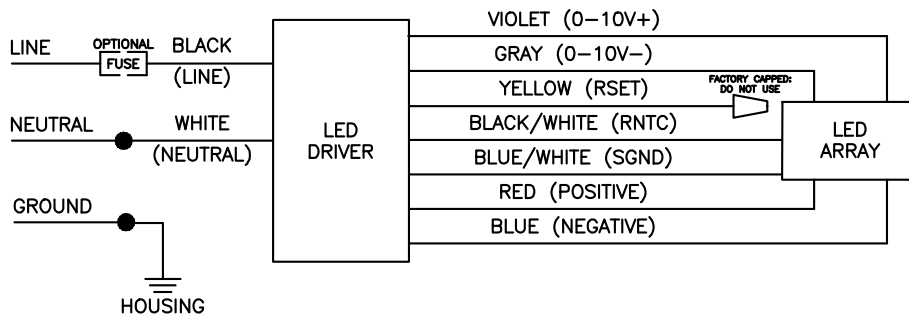 VIOLET (0-10V+)
GRAY (0-10V-)
LINE
OPTIONAL
FUSE
BLACK
(LINE)
YELLOW (RSET)
FACTORY CAPPED:
DO NOT USE
NEUTRAL
WHITE
(NEUTRAL)
LED
DRIVER
BLACK/WHITE (RNTC)
LED
ARRAY
BLUE/WHITE (SGND)
RED (POSITIVE)
GROUND
BLUE (NEGATIVE)
HOUSING